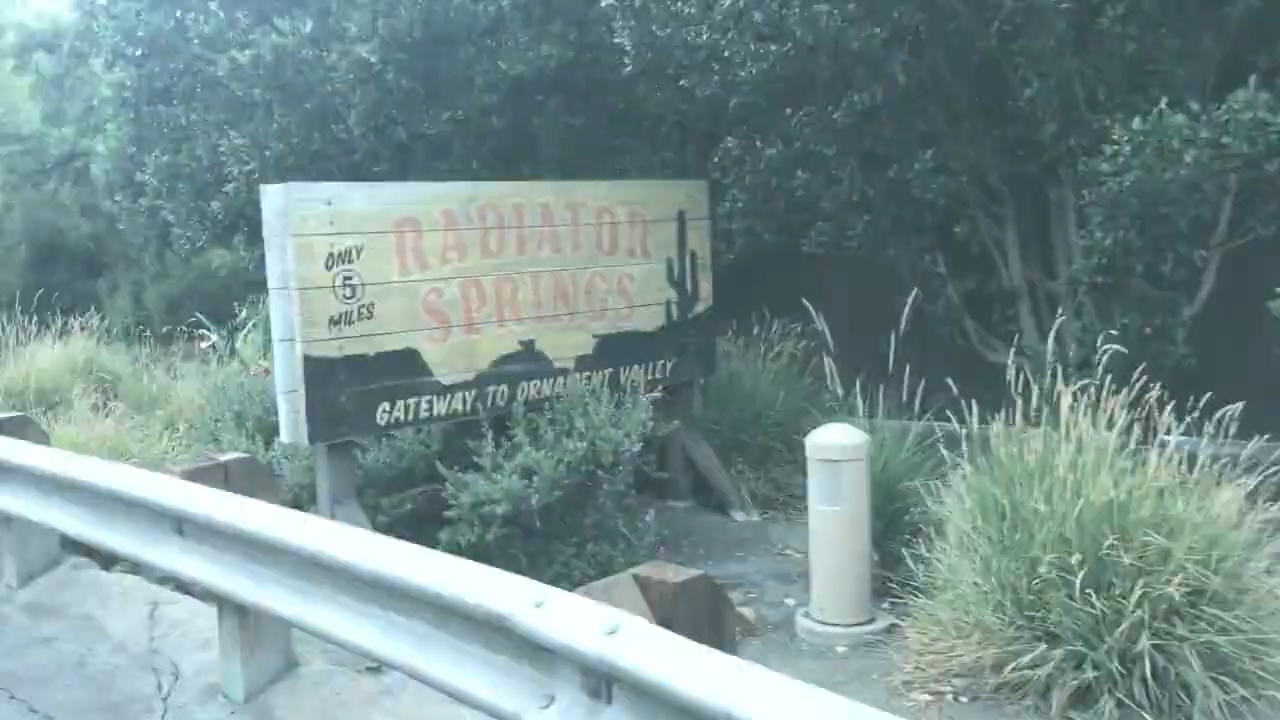 ONLY
5
MILES
RADIATOR
SPRINGS
GATEWAY TO ORNAMENT VALLEY